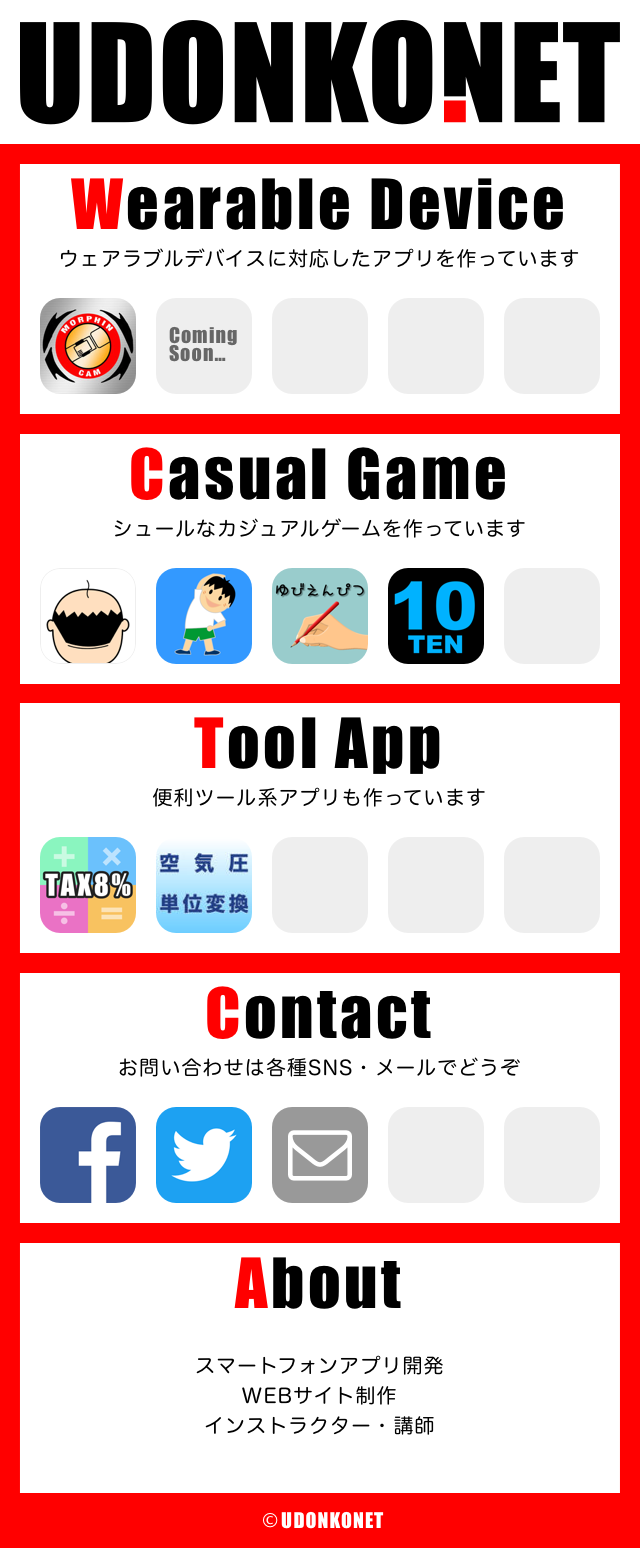 UDONKO.NET
Wearable Device
ウェアラブルデバイスに対応したアプリを作っています
MORPHIN
CAM
Coming
Soon...
Casual Game
シュールなカジュアルゲームを作っています
ゆびえんぴつ
10
TEN
Tool App
便利ツール系アプリも作っています
TAX8%
空気圧
単位変換
Contact
お問い合わせは各種SNS・メールでどうぞ
About
スマートフォンアプリ開発
WEBサイト制作
インストラクター・講師
©UDONKONET